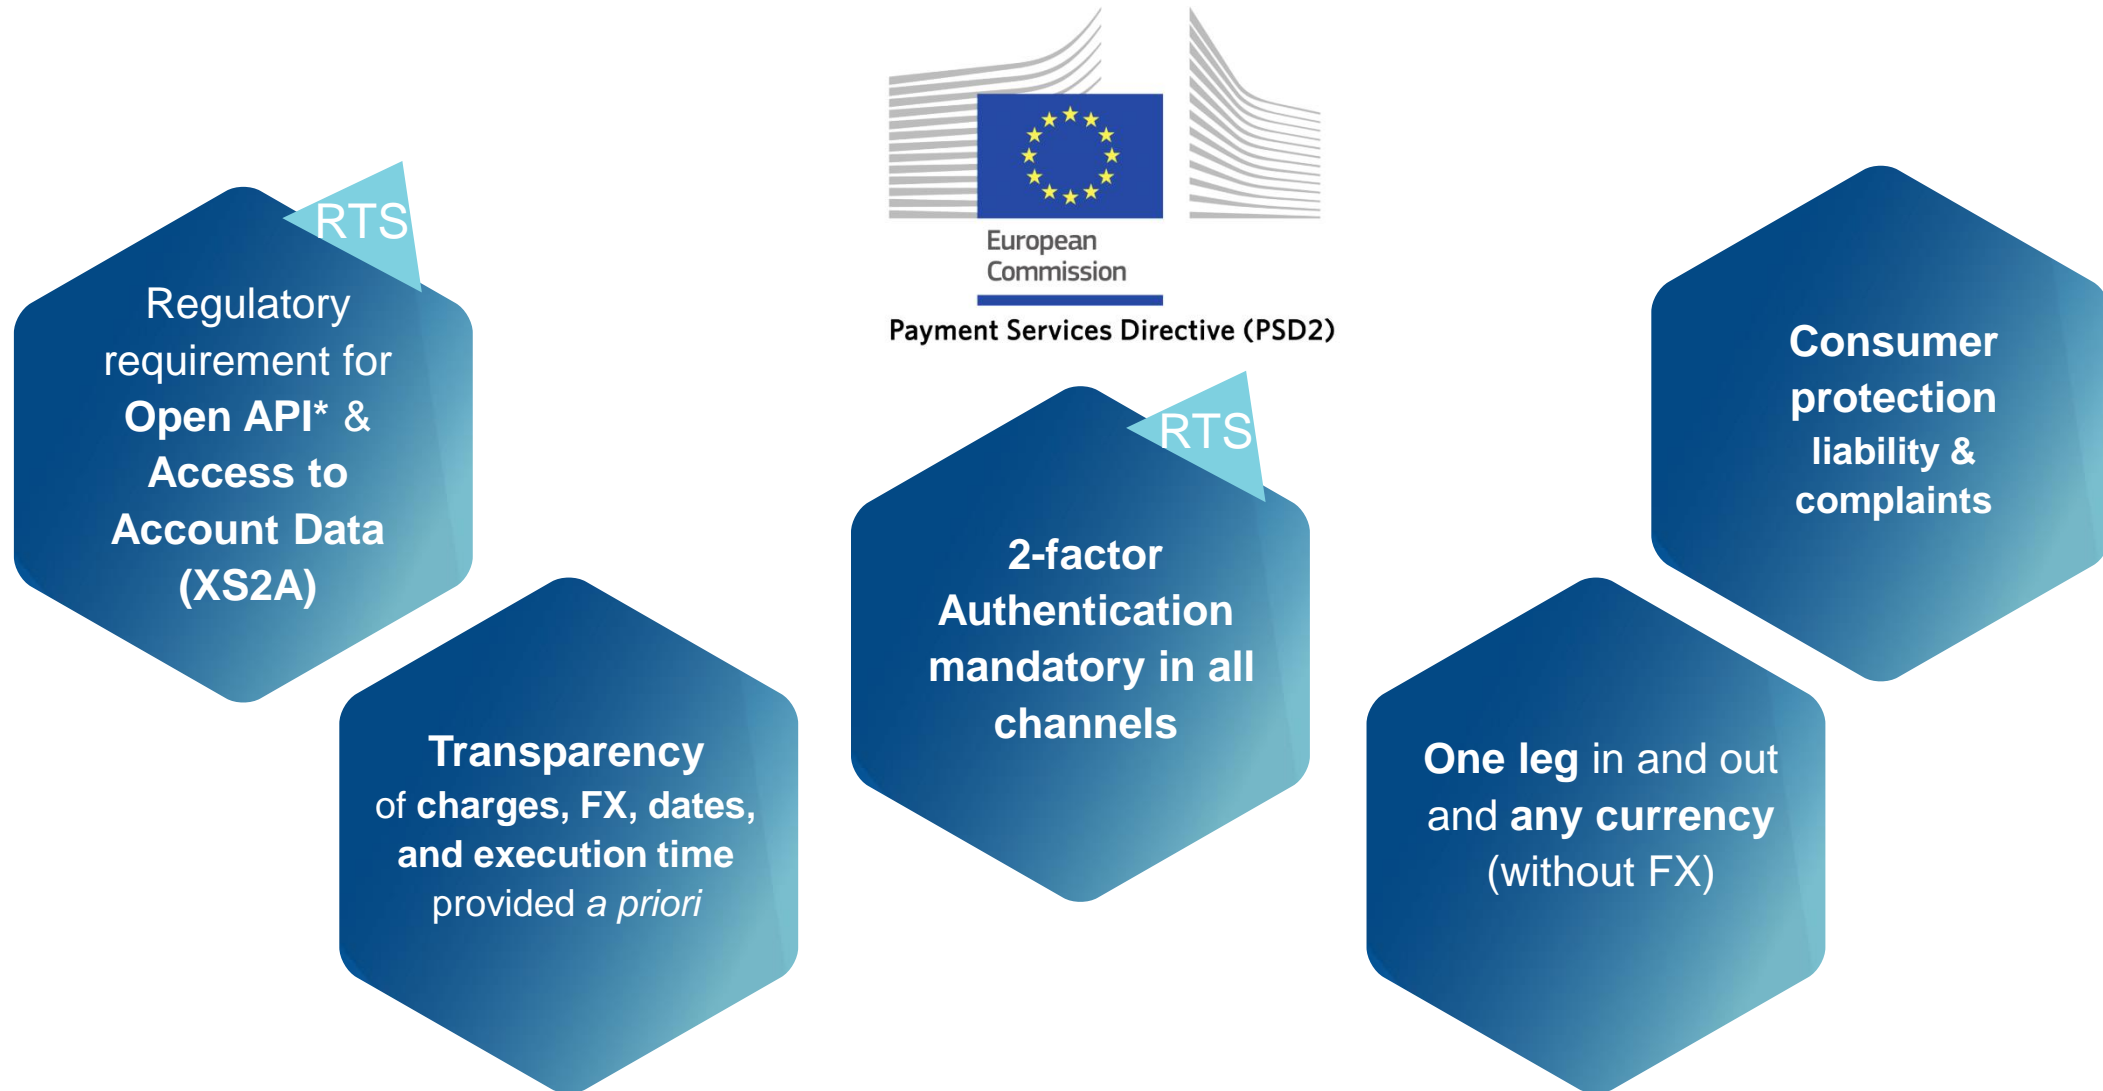 European
Commission
Payment Services Directive (PSD2)
RTS
Regulatory
requirement for
Open API* &
Access to
Account Data
(XS2A)
Transparency
of charges, FX, dates,
and execution time
provided a priori
RTS
2-factor
Authentication
mandatory in all
channels
One leg in and out
and any currency
(without FX)
Consumer
protection
liability &
complaints